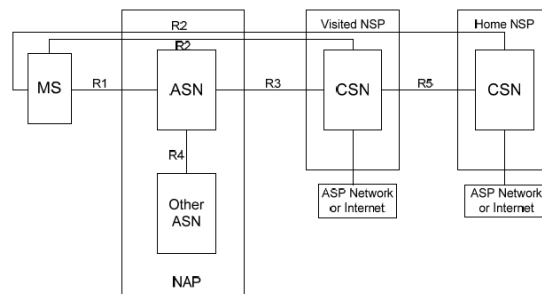 R2
Visited NSP
Home NSP
R2
MS
R1
ASN
R3
CSN
R5
CSN
R4
Other
ASN
ASP Network
or Internet
ASP Network
or Internet
NAP